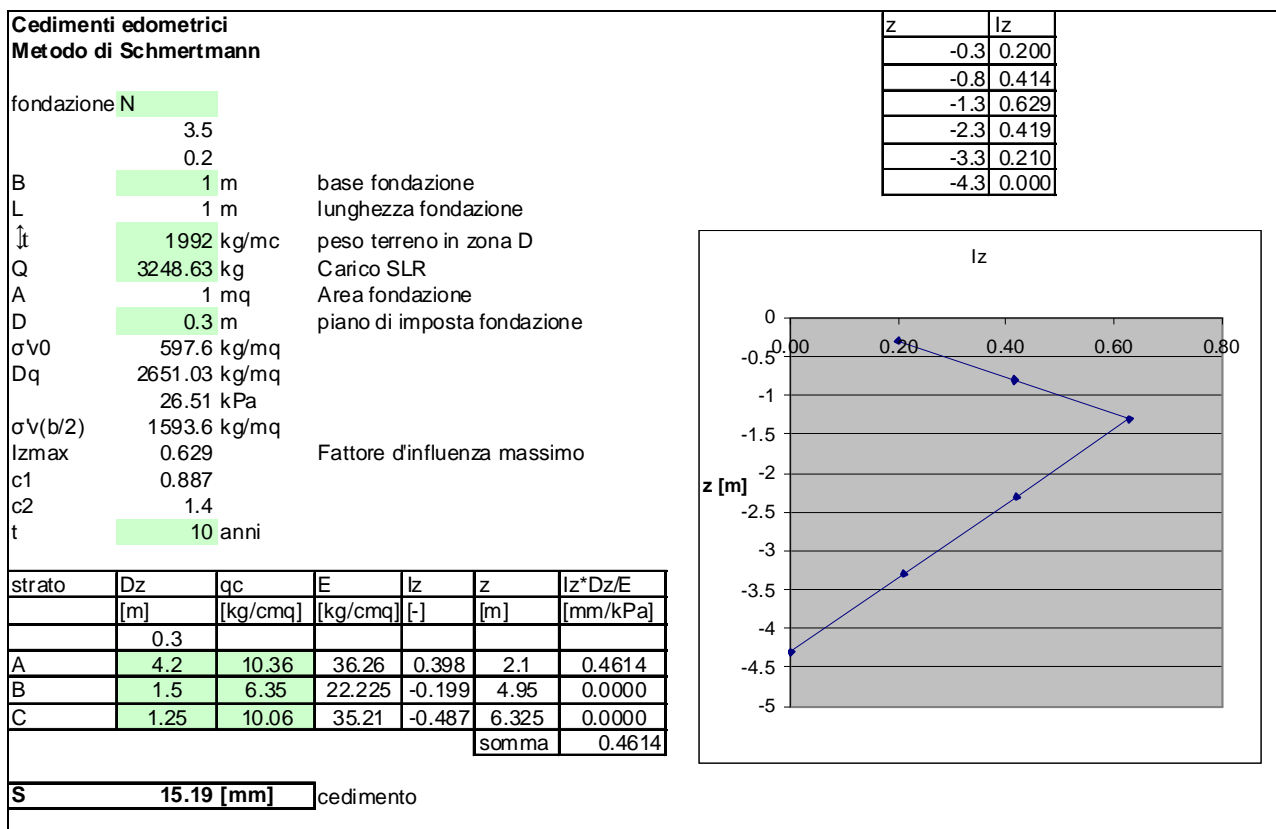 Cedimenti edometrici
Metodo di Schmertmann
fondazione N
3.5
0.2
B 1 m base fondazione
L 1 m lunghezza fondazione
t 1992 kg/mc peso terreno in zona D
Q 3248.63 kg Carico SLR
A 1 mq Area fondazione
D 0.3 m piano di imposta fondazione
σ'v0 597.6 kg/mq
Dq 2651.03 kg/mq
26.51 kPa
σ'v(b/2) 1593.6 kg/mq
Izmax 0.629 Fattore d'influenza massimo
c1 0.887
c2 1.4
t 10 anni
z Iz
-0.3 0.200
-0.8 0.414
-1.3 0.629
-2.3 0.419
-3.3 0.210
-4.3 0.000
Iz
0.00 0.20 0.40 0.60 0.80
0
-0.5
-1
-1.5
-2
-2.5
-3
-3.5
-4
-4.5
-5
z [m]
strato Dz qc E Iz z Iz*Dz/E
[m] [kg/cmq] [kg/cmq] [-] [m] [mm/kPa]
0.3
A 4.2 10.36 36.26 0.398 2.1 0.4614
B 1.5 6.35 22.225 -0.199 4.95 0.0000
C 1.25 10.06 35.21 -0.487 6.325 0.0000
somma 0.4614
S 15.19 [mm] cedimento